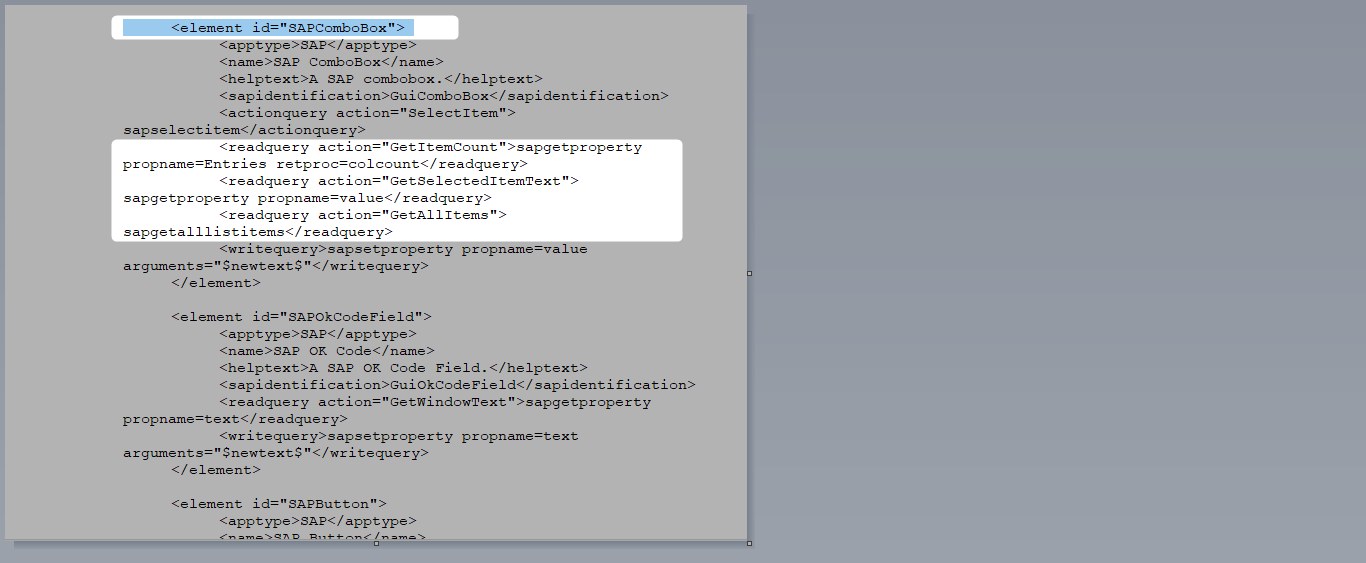 <element id="SAPComboBox">
<apptype>SAP</apptype>
<name>SAP ComboBox</name>
<helptext>A SAP combobox.</helptext>
<sapidentification>GuiComboBox</sapidentification>
<actionquery action="SelectItem">
sapselectitem</actionquery>
<readquery action="GetItemCount">sapgetproperty
propname=Entries retproc=colcount</readquery>
<readquery action="GetSelectedItemText">
sapgetproperty propname=value</readquery>
<readquery action="GetAllItems">
sapgetalllistitems</readquery>
<writequery>sapsetproperty propname=value
arguments="$newtext$"</writequery>
</element>
<element id="SAPOkCodeField">
<apptype>SAP</apptype>
<name>SAP OK Code</name>
<helptext>A SAP OK Code Field.</helptext>
<sapidentification>GuiOkCodeField</sapidentification>
<readquery action="GetWindowText">sapgetproperty
propname=text</readquery>
<writequery>sapsetproperty propname=text
arguments="$newtext$"</writequery>
</element>
<element id="SAPButton">
<apptype>SAP</apptype>
<name>SAP Button</name>